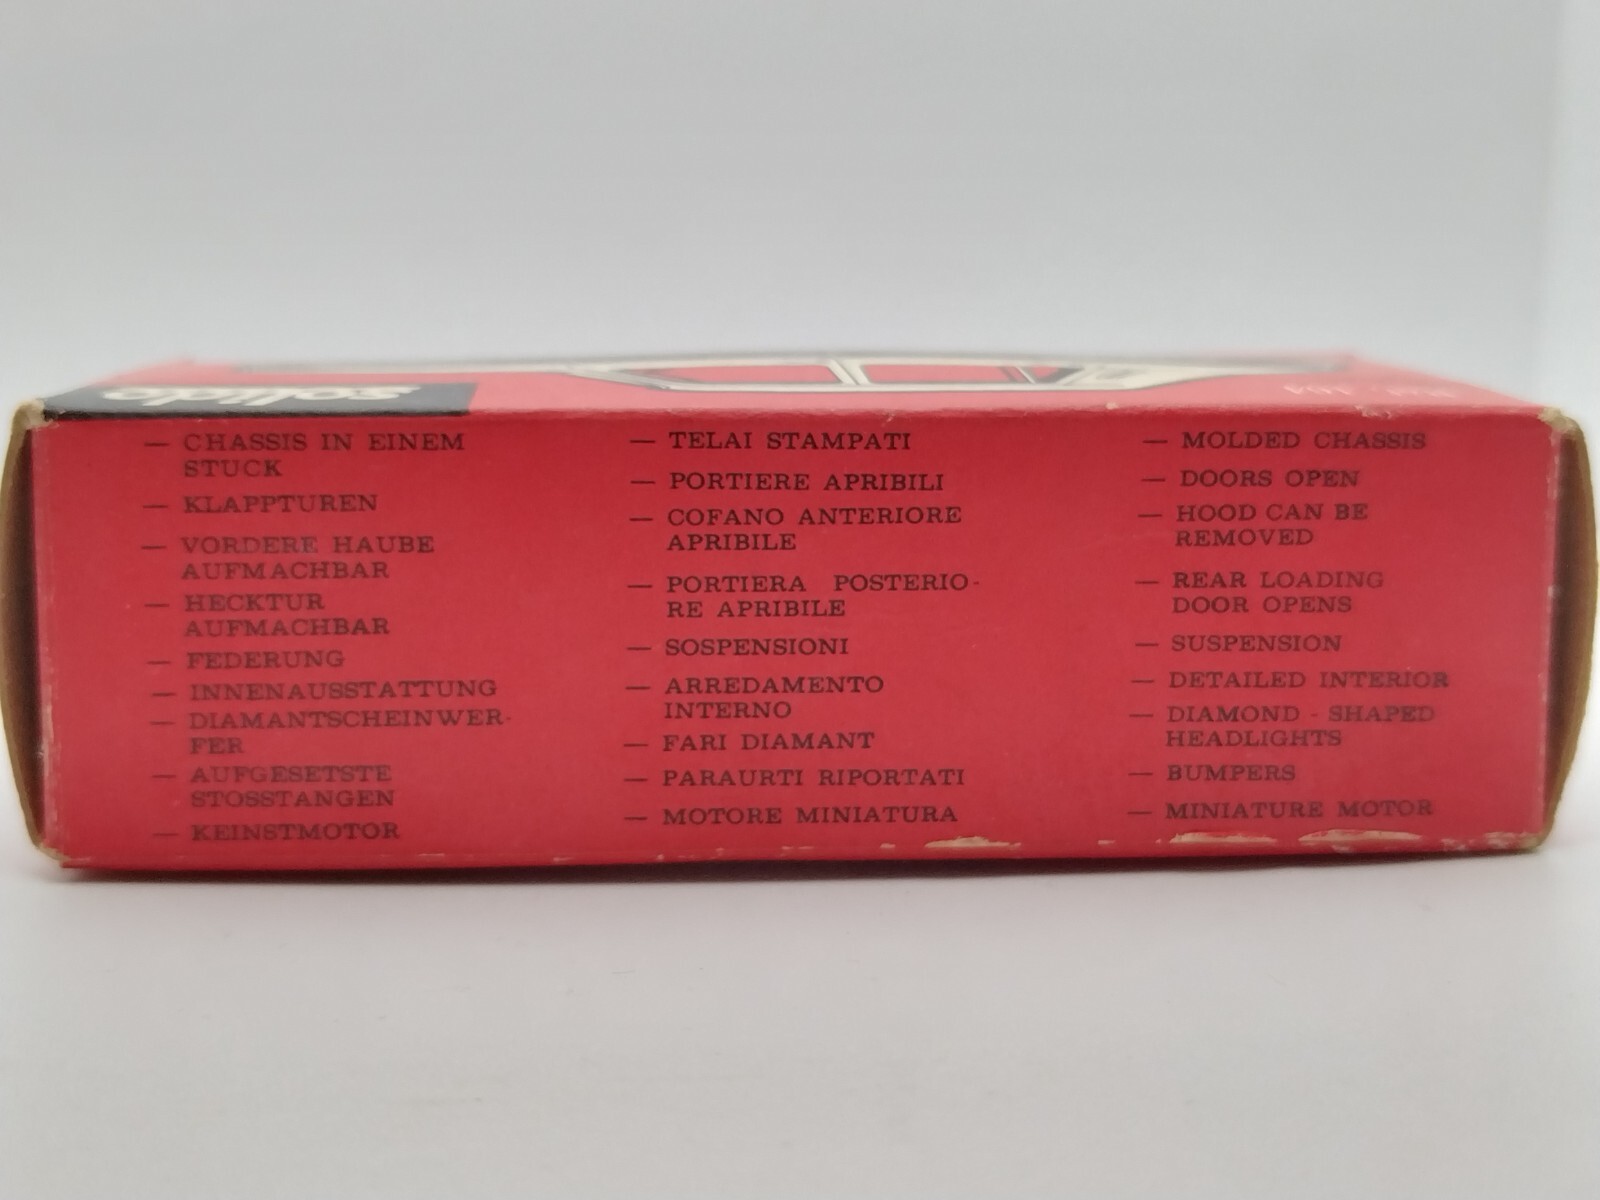 solido
— CHASSIS IN EINEM
STUCK
— KLAPPTUREN
— VORDERE HAUBE
AUFMACHBAR
— HECKTUR
AUFMACHBAR
— FEDERUNG
— INNENAUSSTATTUNG
— DIAMANTSCHEINWER-
FER
— AUFGESETSTE
STOSSTANGEN
— KEINSTMOTOR
— TELAI STAMPATI
— PORTIERE APRIBILI
— COFANO ANTERIORE
APRIBILE
— PORTIERA POSTERIO-
RE APRIBILE
— SOSPENSIONI
— ARREDAMENTO
INTERNO
— FARI DIAMANT
— PARAURTI RIPORTATI
— MOTORE MINIATURA
— MOLDED CHASSIS
— DOORS OPEN
— HOOD CAN BE
REMOVED
— REAR LOADING
DOOR OPENS
— SUSPENSION
— DETAILED INTERIOR
— DIAMOND - SHAPED
HEADLIGHTS
— BUMPERS
— MINIATURE MOTOR